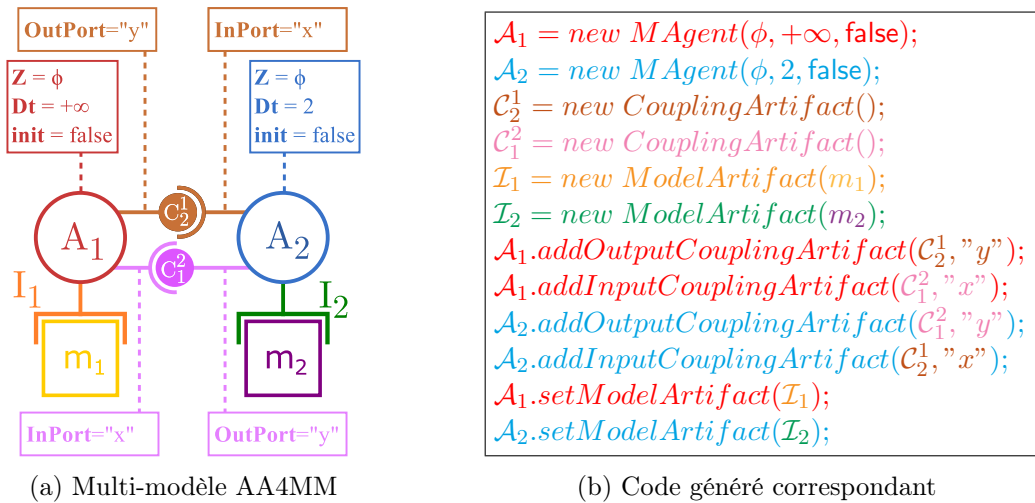 OutPort="y"
InPort="x"
Z = ϕ
Dt = +∞
init = false
Z = ϕ
Dt = 2
init = false
A₁
C₂¹
A₂
C₁²
I₁
I₂
m₁
m₂
InPort="x"
OutPort="y"
(a) Multi-modèle AA4MM
𝒜₁ = new MAgent(ϕ, +∞, false);
𝒜₂ = new MAgent(ϕ, 2, false);
𝒞₂¹ = new CouplingArtifact();
𝒞₁² = new CouplingArtifact();
ℐ₁ = new ModelArtifact(m₁);
ℐ₂ = new ModelArtifact(m₂);
𝒜₁.addOutputCouplingArtifact(𝒞₂¹, ”y”);
𝒜₁.addInputCouplingArtifact(𝒞₁², ”x”);
𝒜₂.addOutputCouplingArtifact(𝒞₁², ”y”);
𝒜₂.addInputCouplingArtifact(𝒞₂¹, ”x”);
𝒜₁.setModelArtifact(ℐ₁);
𝒜₂.setModelArtifact(ℐ₂);
(b) Code généré correspondant